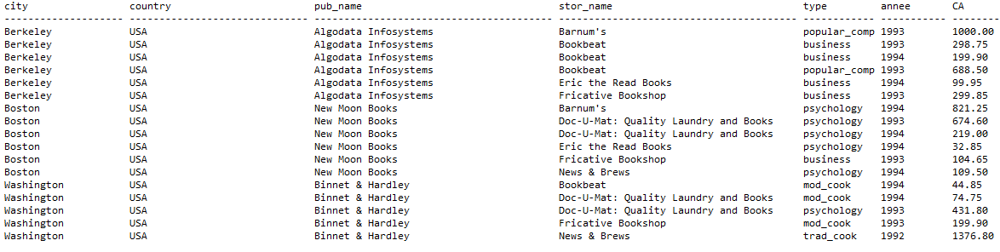 city country pub_name stor_name type annee CA
-------------------- -------------------- ---------------------------------------- ---------------------------------------- ------------ ----------- --------
Berkeley USA Algodata Infosystems Barnum's popular_comp 1993 1000.00
Berkeley USA Algodata Infosystems Bookbeat business 1993 298.75
Berkeley USA Algodata Infosystems Bookbeat business 1994 199.90
Berkeley USA Algodata Infosystems Bookbeat popular_comp 1993 688.50
Berkeley USA Algodata Infosystems Eric the Read Books business 1994 99.95
Berkeley USA Algodata Infosystems Fricative Bookshop business 1993 299.85
Boston USA New Moon Books Barnum's psychology 1994 821.25
Boston USA New Moon Books Doc-U-Mat: Quality Laundry and Books psychology 1993 674.60
Boston USA New Moon Books Doc-U-Mat: Quality Laundry and Books psychology 1994 219.00
Boston USA New Moon Books Eric the Read Books psychology 1994 32.85
Boston USA New Moon Books Fricative Bookshop business 1993 104.65
Boston USA New Moon Books News & Brews psychology 1994 109.50
Washington USA Binnet & Hardley Bookbeat mod_cook 1994 44.85
Washington USA Binnet & Hardley Doc-U-Mat: Quality Laundry and Books mod_cook 1994 74.75
Washington USA Binnet & Hardley Doc-U-Mat: Quality Laundry and Books psychology 1993 431.80
Washington USA Binnet & Hardley Fricative Bookshop mod_cook 1993 199.90
Washington USA Binnet & Hardley News & Brews trad_cook 1992 1376.80